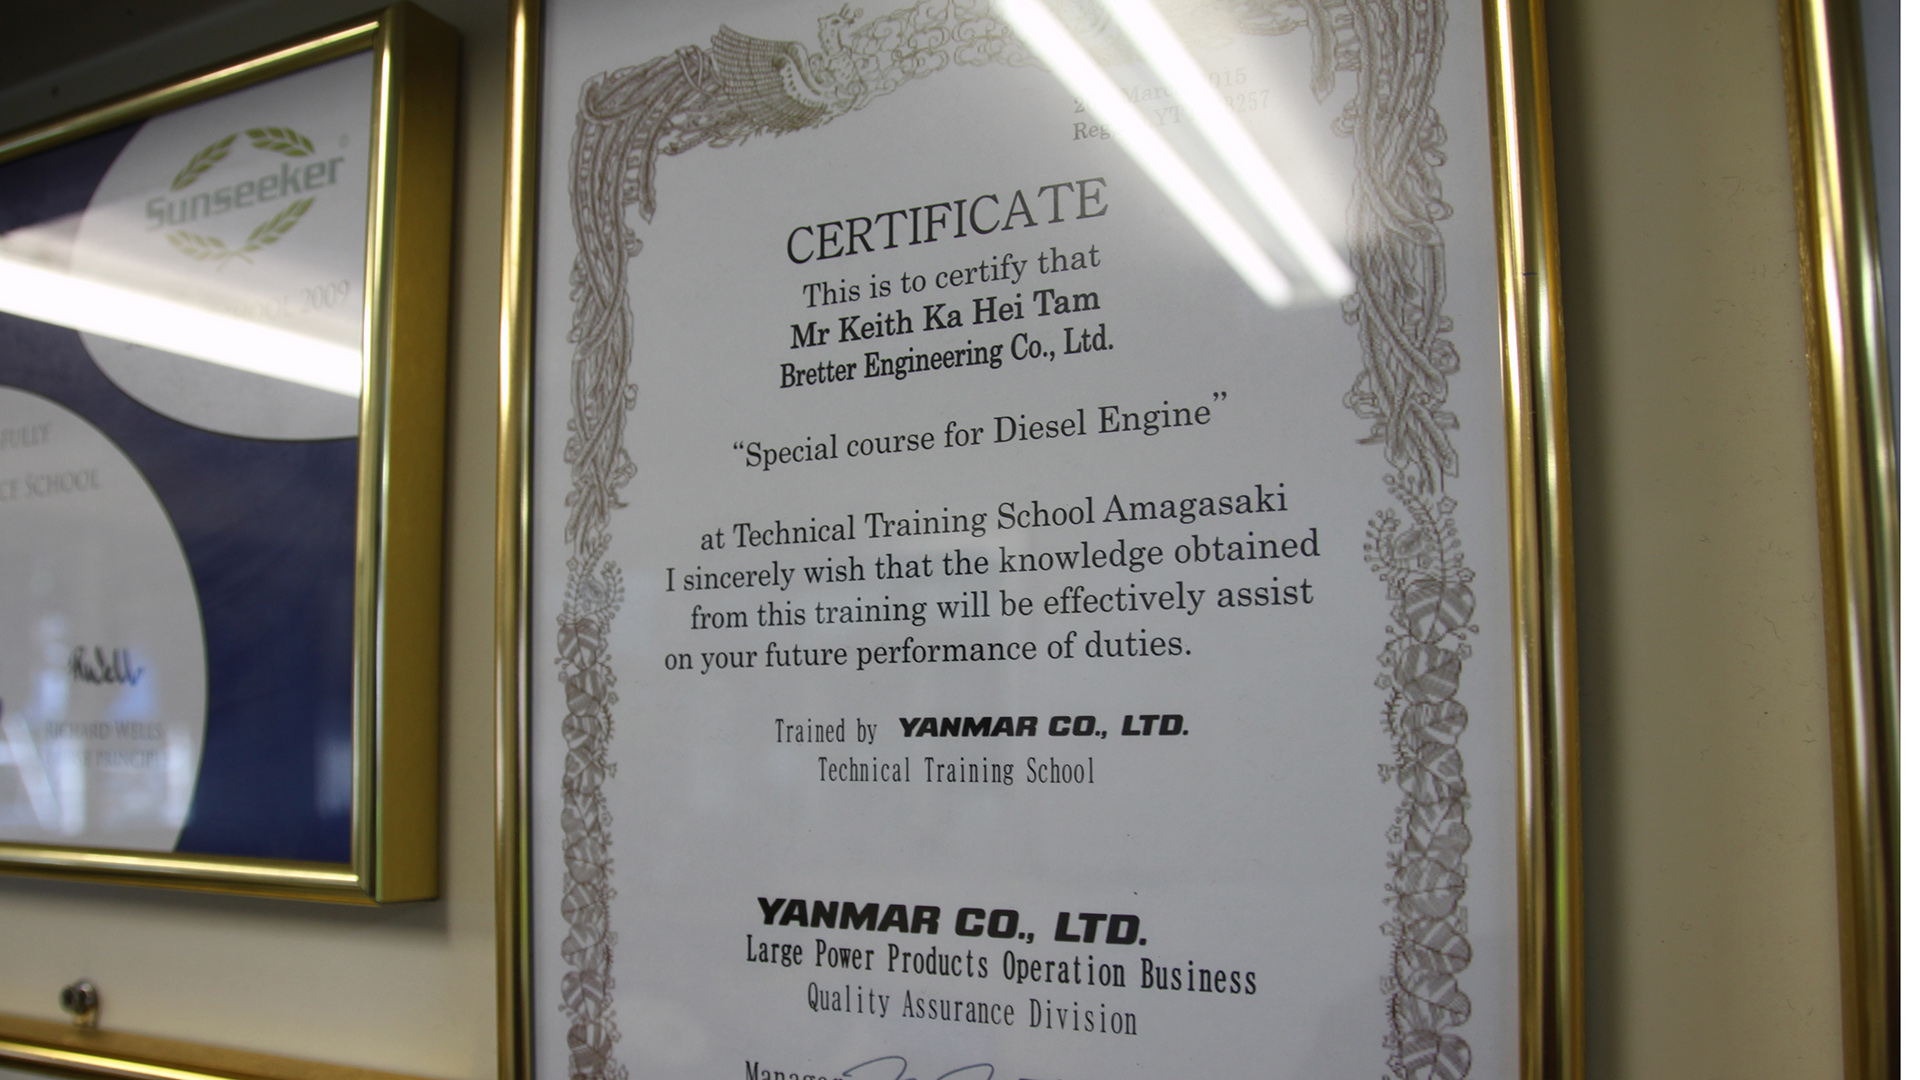 Sunseeker
2009
FULLY
CE SCHOOL
RICHARD WELLS
CERTIFICATE
This is to certify that
Mr Keith Ka Hei Tam
Bretter Engineering Co., Ltd.
“Special course for Diesel Engine”
at Technical Training School Amagasaki
I sincerely wish that the knowledge obtained
from this training will be effectively assist
on your future performance of duties.
Trained by YANMAR CO., LTD.
Technical Training School
YANMAR CO., LTD.
Large Power Products Operation Business
Quality Assurance Division
Manager